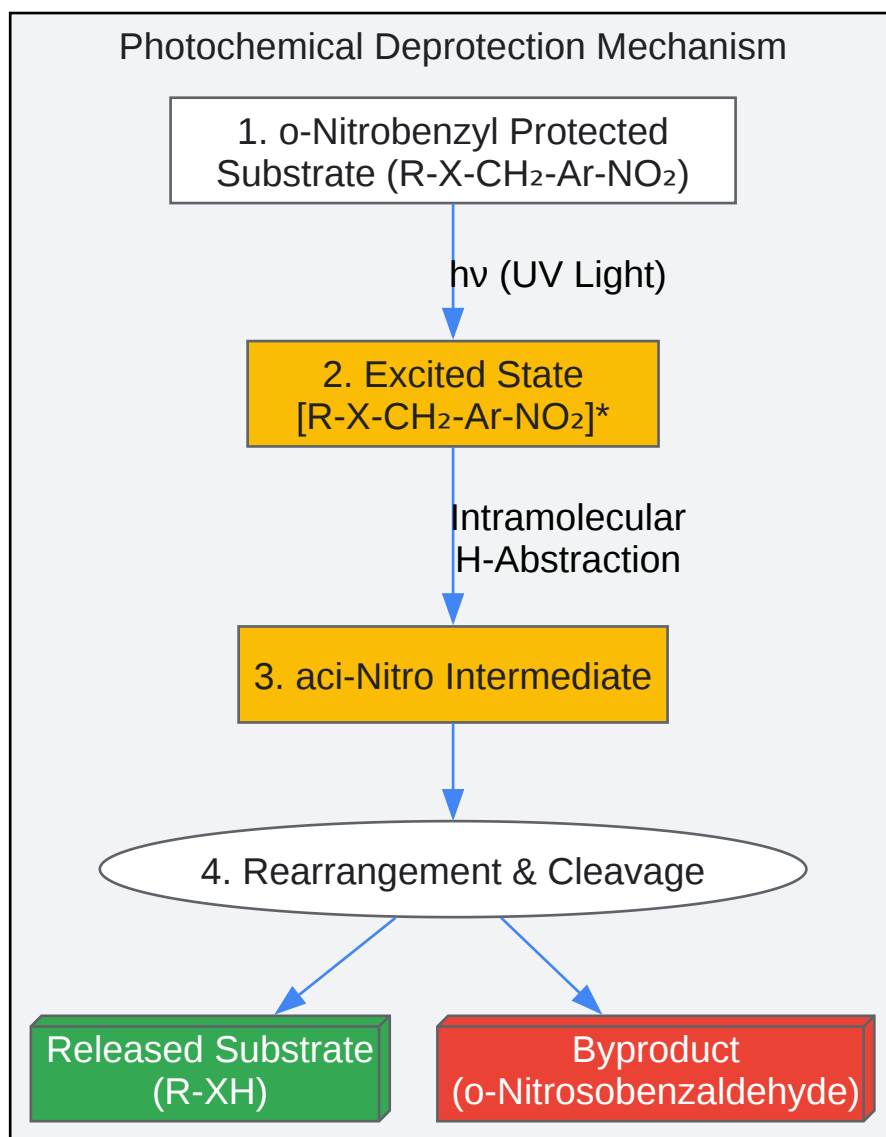 Photochemical Deprotection Mechanism
1. o-Nitrobenzyl Protected
Substrate (R-X-CH₂-Ar-NO₂)
hν (UV Light)
2. Excited State
[R-X-CH₂-Ar-NO₂]*
Intramolecular
H-Abstraction
3. aci-Nitro Intermediate
4. Rearrangement & Cleavage
Released Substrate
(R-XH)
Byproduct
(o-Nitrosobenzaldehyde)